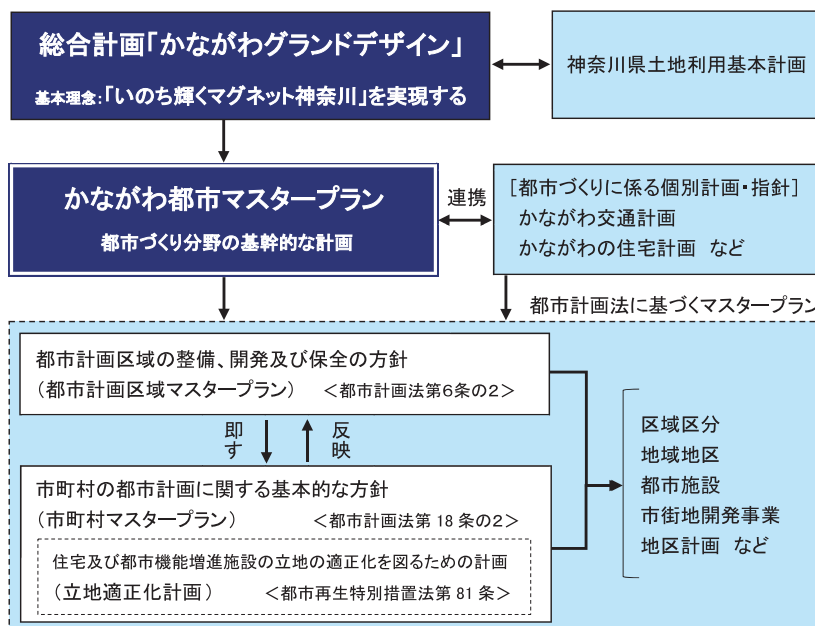 総合計画「かながわグランドデザイン」
基本理念:「いのち輝くマグネット神奈川」を実現する
神奈川県土地利用基本計画
かながわ都市マスタープラン
都市づくり分野の基幹的な計画
連携
[都市づくりに係る個別計画・指針]
かながわ交通計画
かながわの住宅計画 など
都市計画法に基づくマスタープラン
都市計画区域の整備、開発及び保全の方針
(都市計画区域マスタープラン) <都市計画法第6条の2>
即す
反映
市町村の都市計画に関する基本的な方針
(市町村マスタープラン) <都市計画法第18条の2>
住宅及び都市機能増進施設の立地の適正化を図るための計画
(立地適正化計画) <都市再生特別措置法第81条>
区域区分
地域地区
都市施設
市街地開発事業
地区計画 など